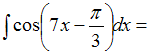 ∫cos(7x − π/3)dx =